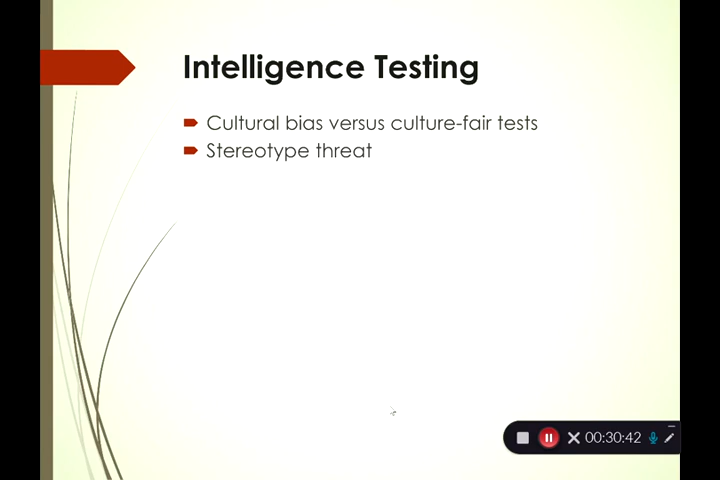 Intelligence Testing
Cultural bias versus culture-fair tests
Stereotype threat
00:30:42